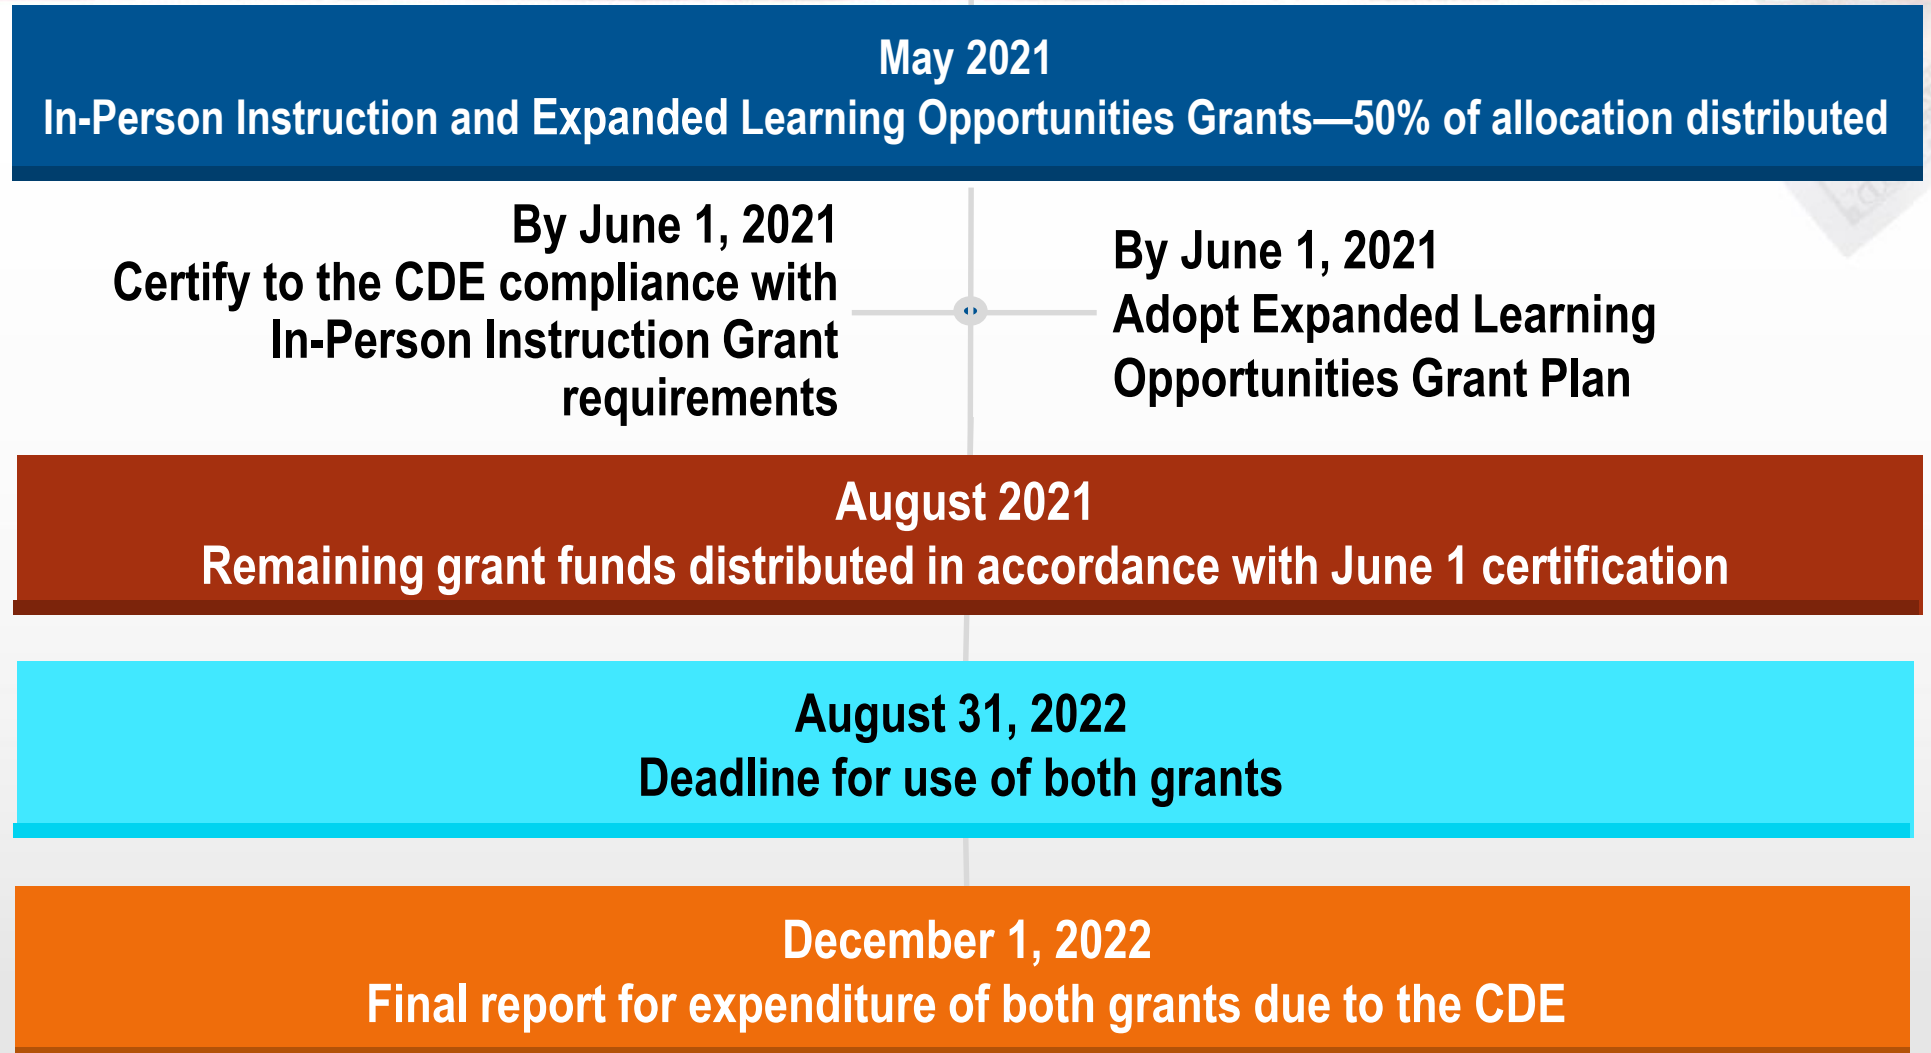 May 2021
In-Person Instruction and Expanded Learning Opportunities Grants—50% of allocation distributed
By June 1, 2021
Certify to the CDE compliance with
In-Person Instruction Grant
requirements
By June 1, 2021
Adopt Expanded Learning
Opportunities Grant Plan
August 2021
Remaining grant funds distributed in accordance with June 1 certification
August 31, 2022
Deadline for use of both grants
December 1, 2022
Final report for expenditure of both grants due to the CDE